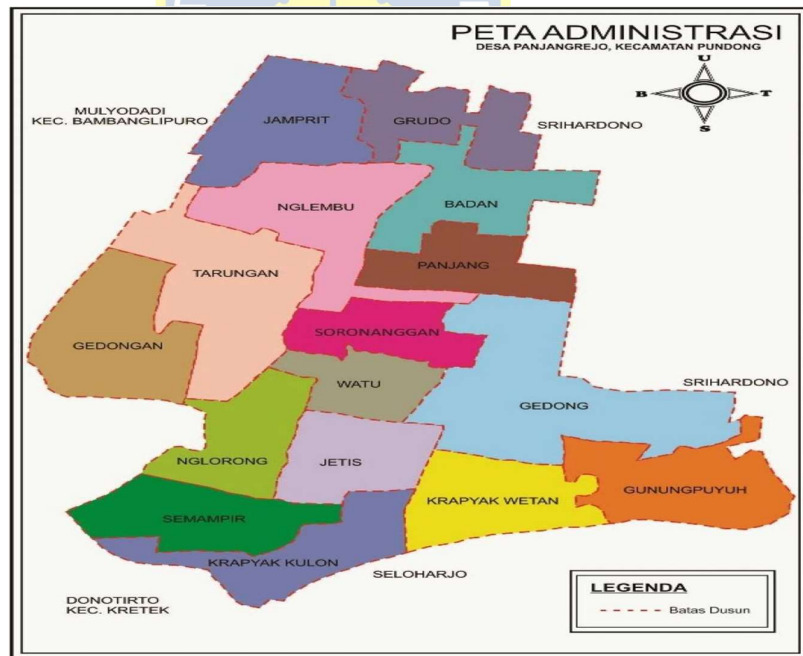 PETA ADMINISTRASI
DESA PANJANGREJO, KECAMATAN PUNDONG
U
B
T
S
MULYODADI
KEC. BAMBANGLIPURO
JAMPRIT
GRUDO
SRIHARDONO
NGLEMBU
BADAN
TARUNGAN
PANJANG
GEDONGAN
SORONANGGAN
WATU
SRIHARDONO
GEDONG
NGLORONG
JETIS
KRAPYAK WETAN
GUNUNGPUYUH
SEMAMPIR
KRAPYAK KULON
SELOHARJO
DONOTIRTO
KEC. KRETEK
LEGENDA
Batas Dusun